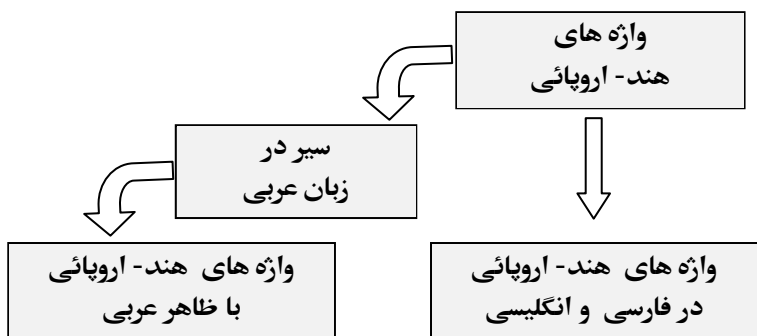 واژه های
هند- اروپائی
سیر در
زبان عربی
واژه های هند- اروپائی
در فارسی و انگلیسی
واژه های هند- اروپائی
با ظاهر عربی